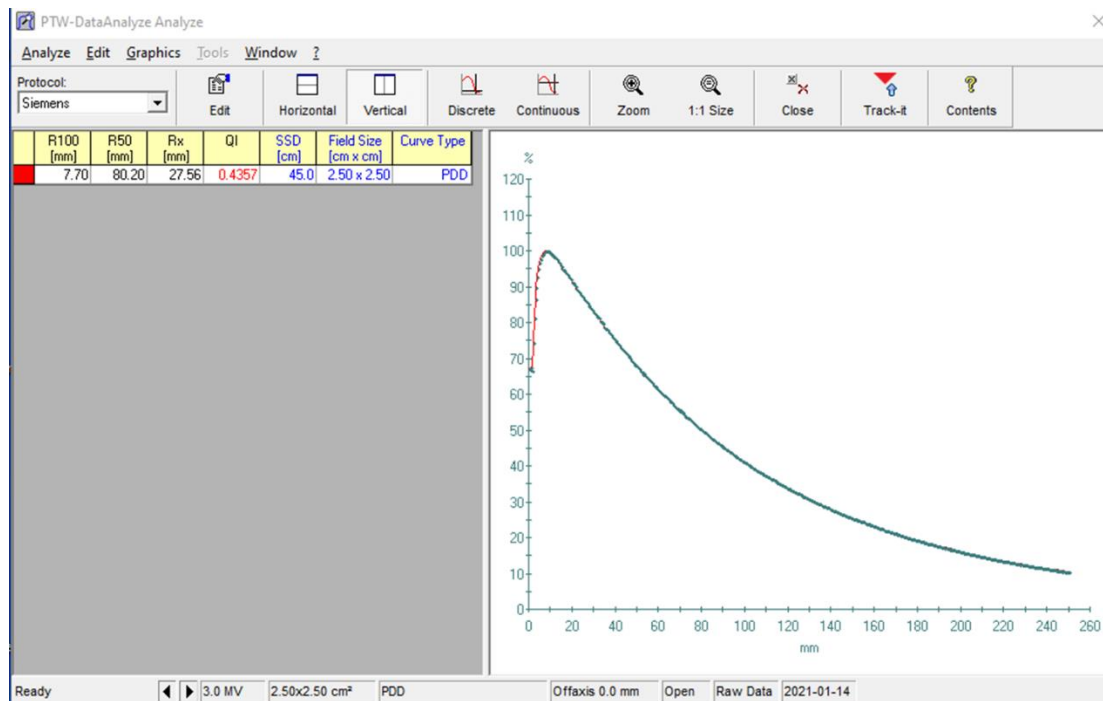 PTW-DataAnalyze Analyze
Analyze Edit Graphics Tools Window ?
Protocol:
Siemens
Edit Horizontal Vertical Discrete Continuous Zoom 1:1 Size Close Track-it Contents
R100 [mm] R50 [mm] Rx [mm] QI SSD [cm] Field Size [cm x cm] Curve Type
7.70 80.20 27.56 0.4357 45.0 2.50 x 2.50 PDD
%
120
110
100
90
80
70
60
50
40
30
20
10
0
0 20 40 60 80 100 120 140 160 180 200 220 240 260
mm
Ready 3.0 MV 2.50x2.50 cm² PDD Offaxis 0.0 mm Open Raw Data 2021-01-14